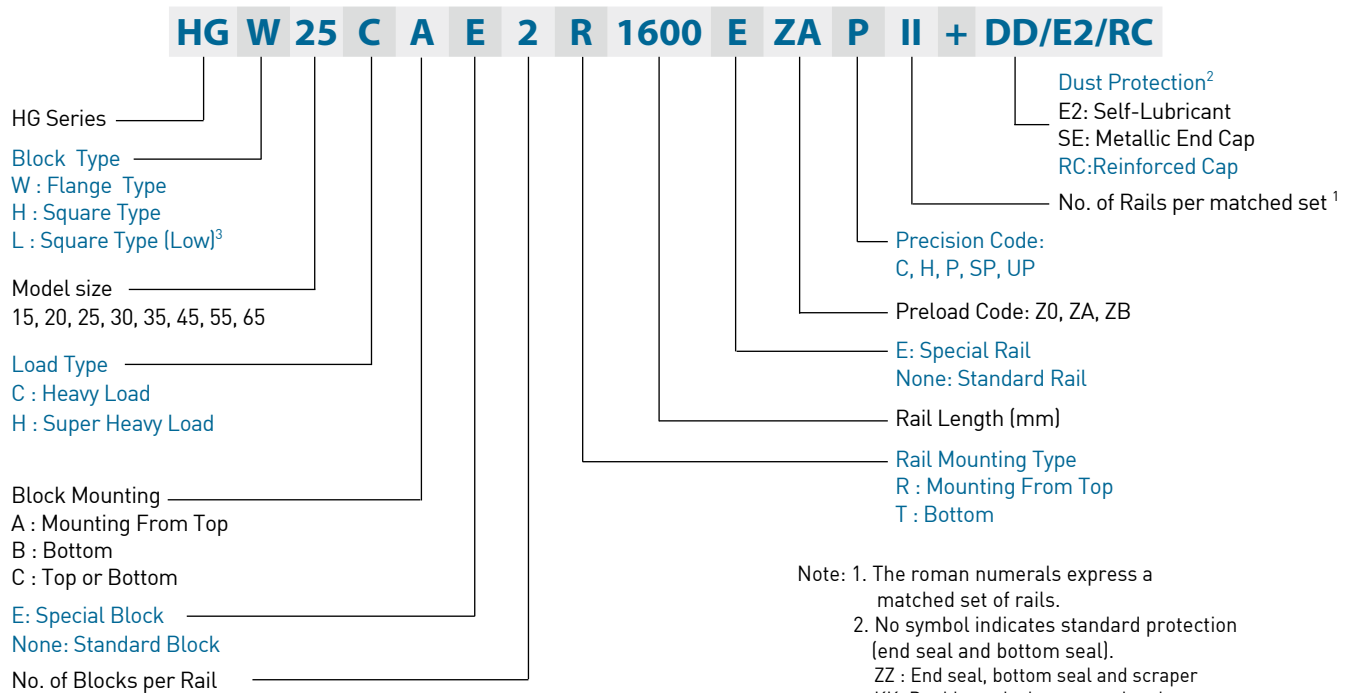 HG W 25 C A E 2 R 1600 E ZA P II + DD/E2/RC
HG Series
Block Type
W : Flange Type
H : Square Type
L : Square Type (Low)3
Model size
15, 20, 25, 30, 35, 45, 55, 65
Load Type
C : Heavy Load
H : Super Heavy Load
Block Mounting
A : Mounting From Top
B : Bottom
C : Top or Bottom
E: Special Block
None: Standard Block
No. of Blocks per Rail
Dust Protection2
E2: Self-Lubricant
SE: Metallic End Cap
RC:Reinforced Cap
No. of Rails per matched set 1
Precision Code:
C, H, P, SP, UP
Preload Code: Z0, ZA, ZB
E: Special Rail
None: Standard Rail
Rail Length (mm)
Rail Mounting Type
R : Mounting From Top
T : Bottom
Note: 1. The roman numerals express a
matched set of rails.
2. No symbol indicates standard protection
(end seal and bottom seal).
ZZ : End seal, bottom seal and scraper